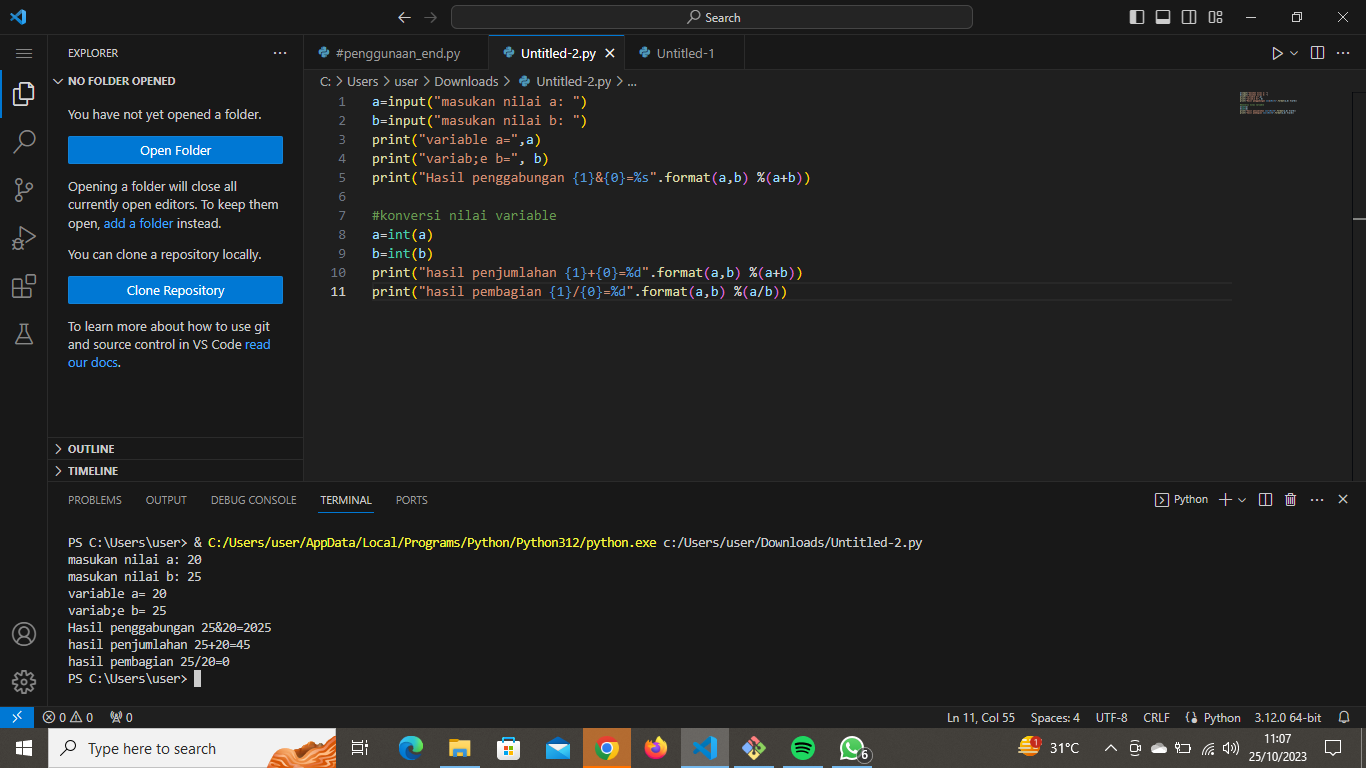 Search
EXPLORER
NO FOLDER OPENED
You have not yet opened a folder.
Open Folder
Opening a folder will close all
currently open editors. To keep them
open, add a folder instead.
You can clone a repository locally.
Clone Repository
To learn more about how to use git
and source control in VS Code read
our docs.
OUTLINE
TIMELINE
#penggunaan_end.py
Untitled-2.py
Untitled-1
C: > Users > user > Downloads > Untitled-2.py > ...
1 a=input("masukan nilai a: ")
2 b=input("masukan nilai b: ")
3 print("variable a=",a)
4 print("variab;e b=", b)
5 print("Hasil penggabungan {1}&{0}=%s".format(a,b) %(a+b))
6
7 #konversi nilai variable
8 a=int(a)
9 b=int(b)
10 print("hasil penjumlahan {1}+{0}=%d".format(a,b) %(a+b))
11 print("hasil pembagian {1}/{0}=%d".format(a,b) %(a/b))
PROBLEMS OUTPUT DEBUG CONSOLE TERMINAL PORTS
Python
PS C:\Users\user> & C:/Users/user/AppData/Local/Programs/Python/Python312/python.exe c:/Users/user/Downloads/Untitled-2.py
masukan nilai a: 20
masukan nilai b: 25
variable a= 20
variab;e b= 25
Hasil penggabungan 25&20=2025
hasil penjumlahan 25+20=45
hasil pembagian 25/20=0
PS C:\Users\user>
0 0 0
Ln 11, Col 55 Spaces: 4 UTF-8 CRLF Python 3.12.0 64-bit
Type here to search
6
1
31°C
11:07
25/10/2023